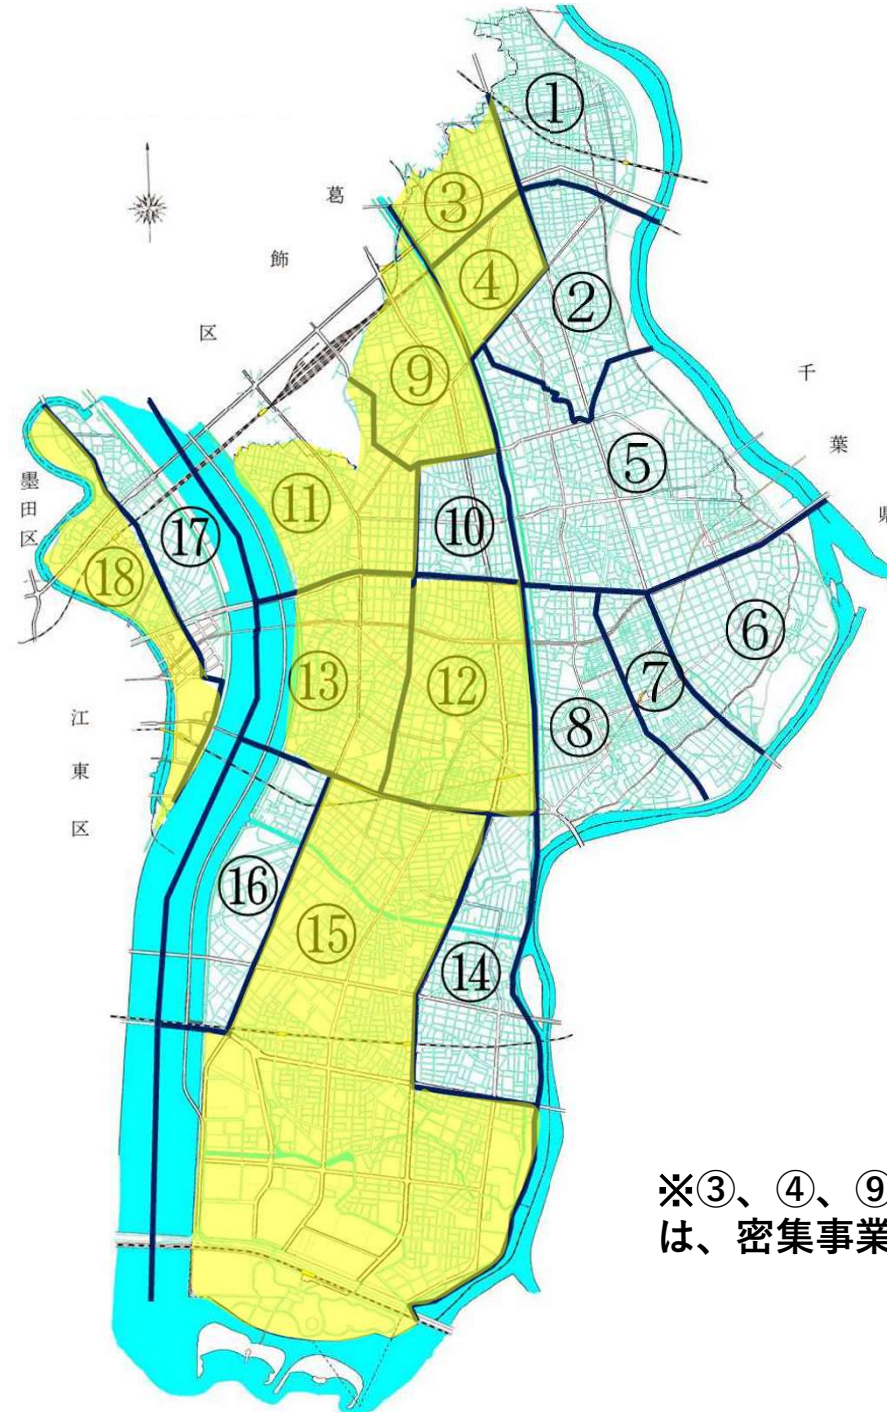 ①
③
葛
飾
区
④
②
⑨
千
葉
県
⑤
墨
田
区
⑪
⑩
⑰
⑱
⑥
⑬
⑫
⑦
⑧
江
東
区
⑯
⑮
⑭
※③、④、⑨
は、密集事業